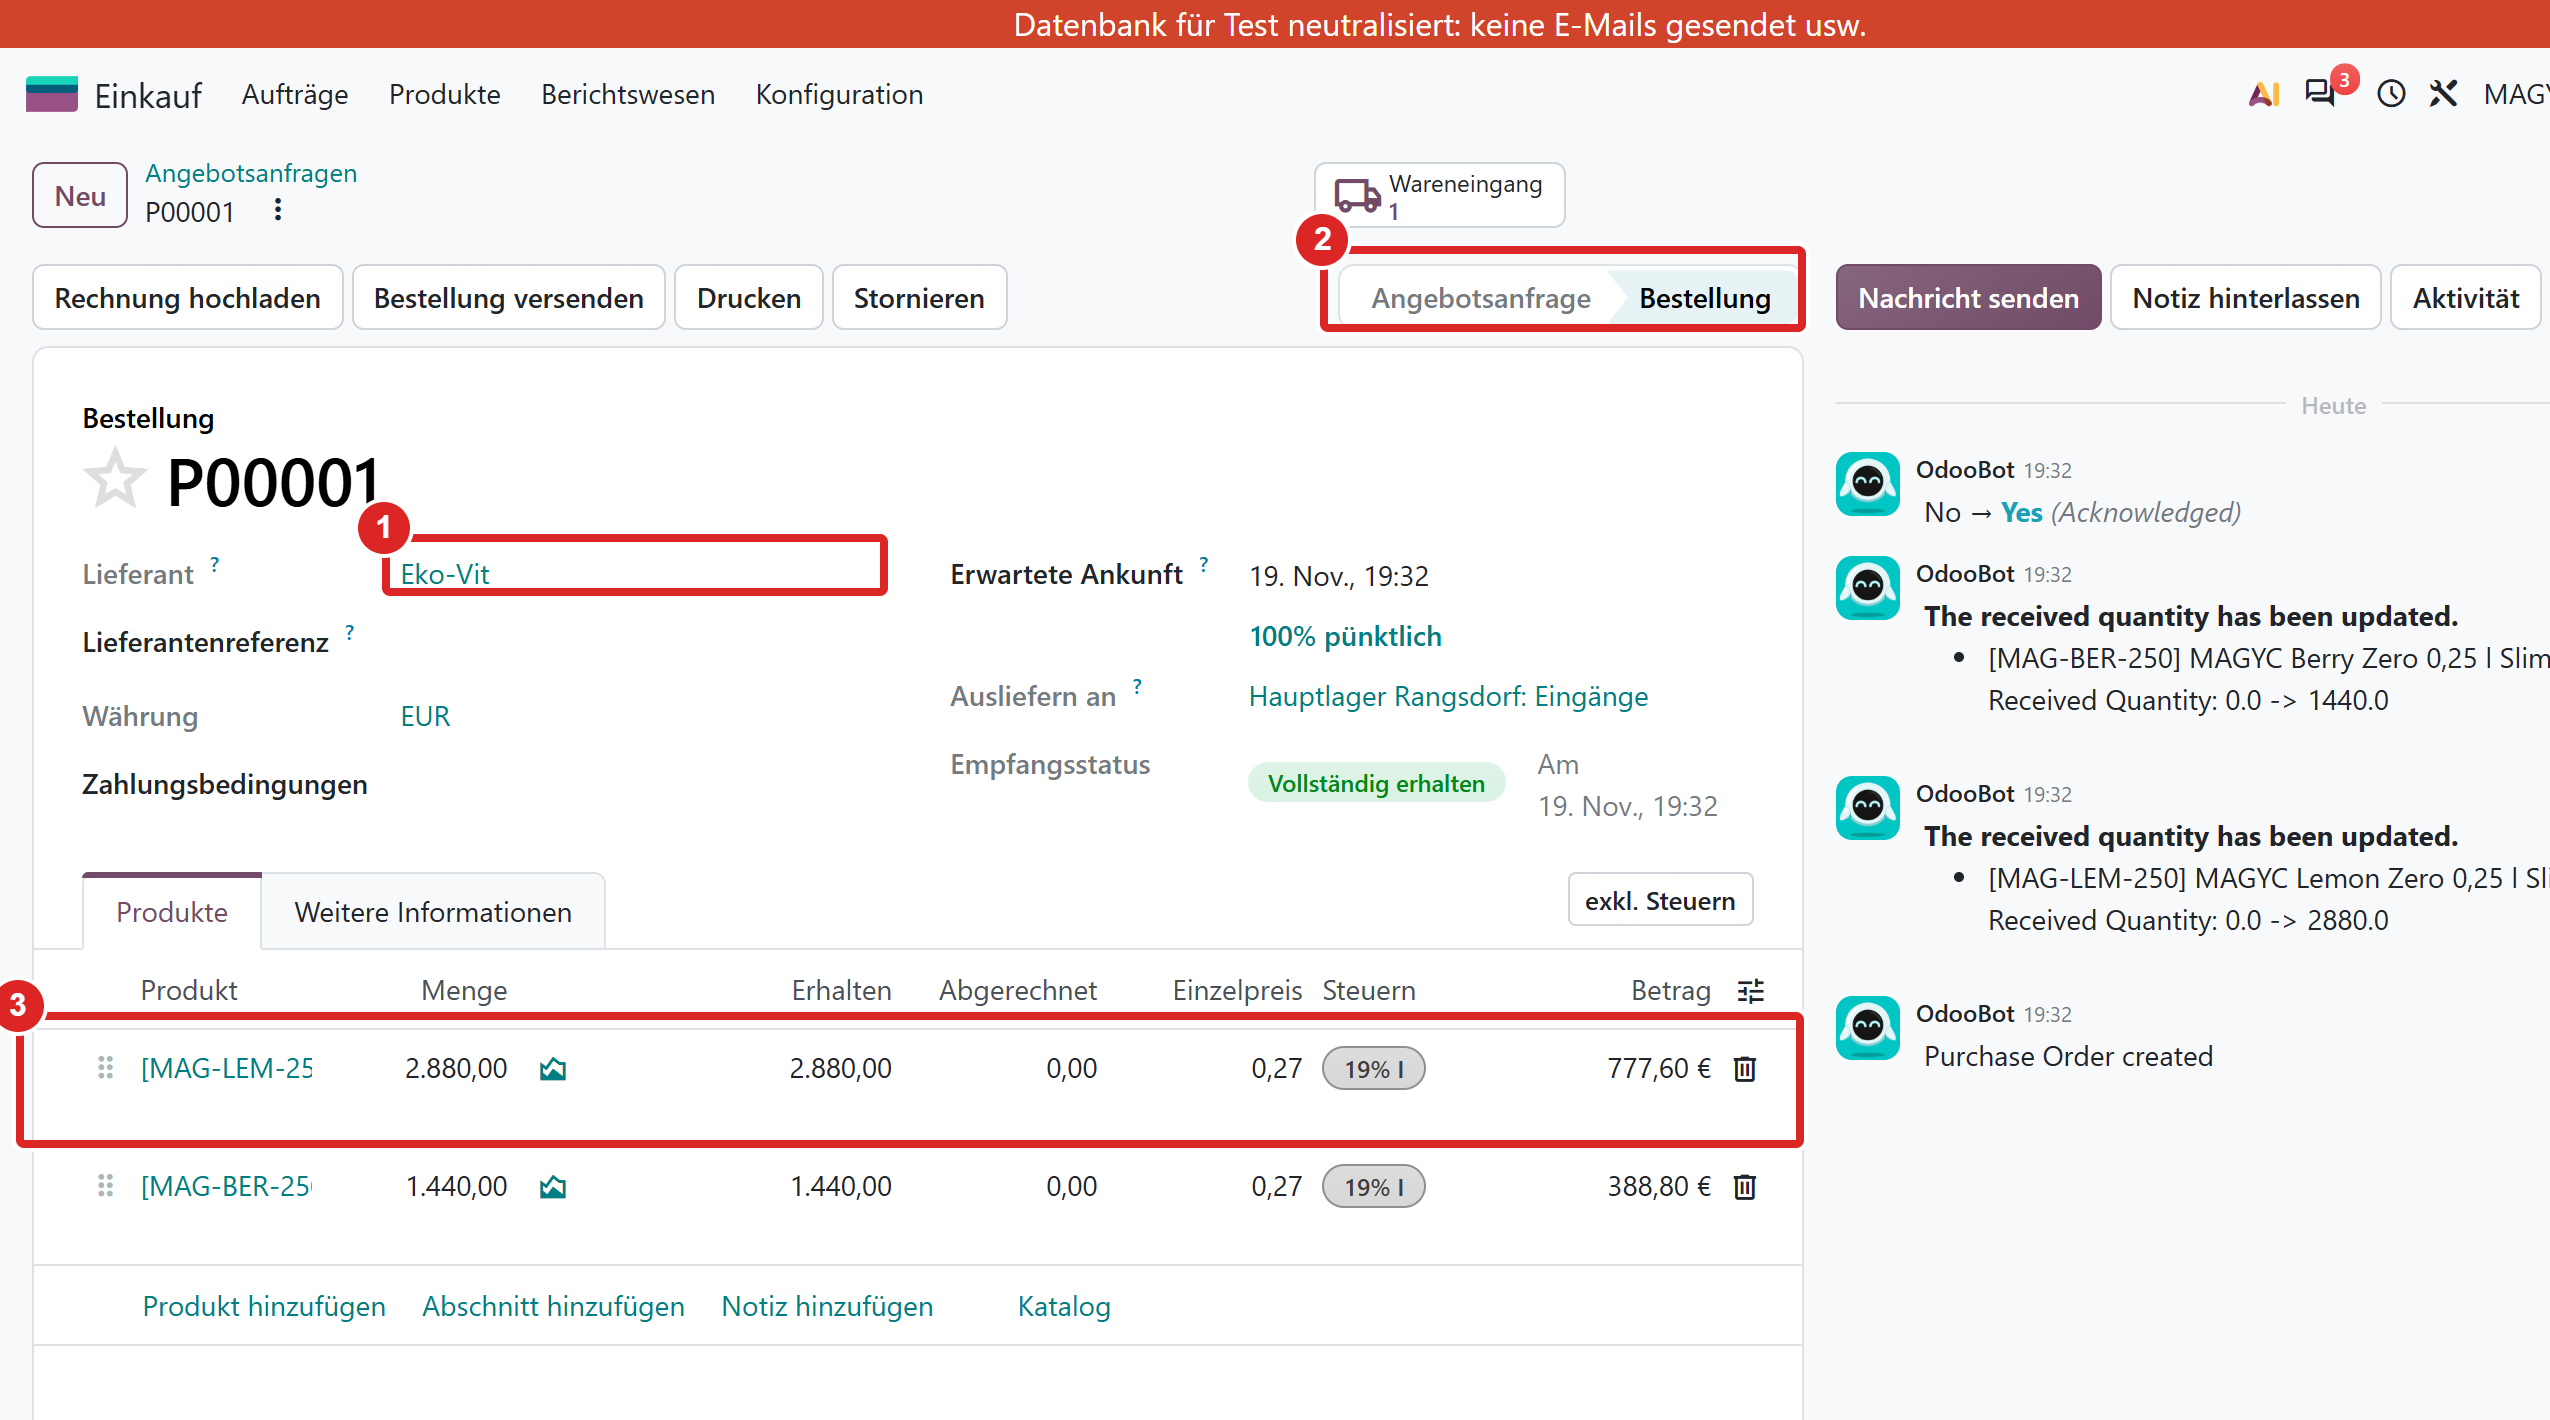 Datenbank für Test neutralisiert: keine E-Mails gesendet usw.
Einkauf Aufträge Produkte Berichtswesen Konfiguration
AI 3 MAGY
Neu
Angebotsanfragen
P00001
Wareneingang
1
2
Rechnung hochladen Bestellung versenden Drucken Stornieren
Angebotsanfrage Bestellung
Nachricht senden Notiz hinterlassen Aktivität
Bestellung
P00001
1
Lieferant ? Eko-Vit
Lieferantenreferenz ?
Währung EUR
Zahlungsbedingungen
Erwartete Ankunft ? 19. Nov., 19:32
100% pünktlich
Ausliefern an ? Hauptlager Rangsdorf: Eingänge
Empfangsstatus Vollständig erhalten Am
19. Nov., 19:32
Produkte Weitere Informationen
exkl. Steuern
Produkt Menge Erhalten Abgerechnet Einzelpreis Steuern Betrag
3
[MAG-LEM-25 2.880,00 2.880,00 0,00 0,27 19% I 777,60 €
[MAG-BER-25 1.440,00 1.440,00 0,00 0,27 19% I 388,80 €
Produkt hinzufügen Abschnitt hinzufügen Notiz hinzufügen Katalog
Heute
OdooBot 19:32
No → Yes (Acknowledged)
OdooBot 19:32
The received quantity has been updated.
• [MAG-BER-250] MAGYC Berry Zero 0,25 l Slim
Received Quantity: 0.0 -> 1440.0
OdooBot 19:32
The received quantity has been updated.
• [MAG-LEM-250] MAGYC Lemon Zero 0,25 l Sli
Received Quantity: 0.0 -> 2880.0
OdooBot 19:32
Purchase Order created